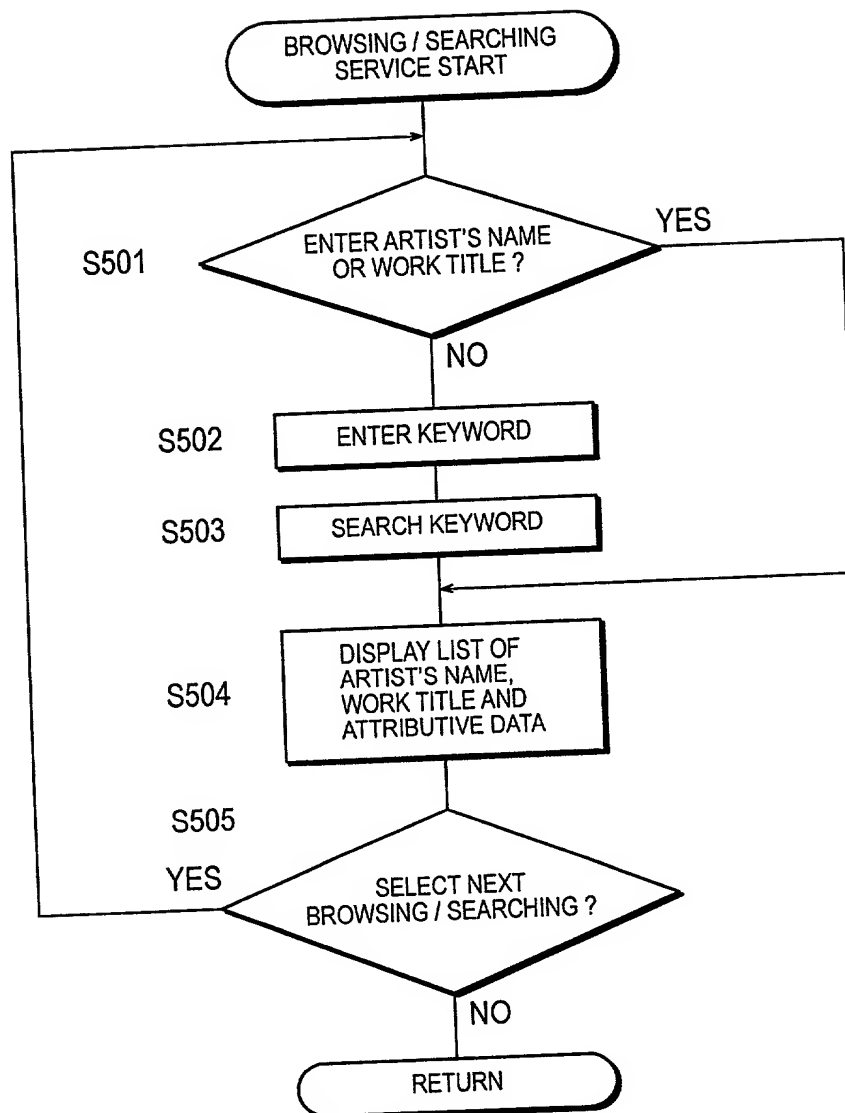 BROWSING / SEARCHING
SERVICE START
YES
S501
ENTER ARTIST'S NAME
OR WORK TITLE ?
NO
S502
ENTER KEYWORD
S503
SEARCH KEYWORD
S504
DISPLAY LIST OF
ARTIST'S NAME,
WORK TITLE AND
ATTRIBUTIVE DATA
S505
YES
SELECT NEXT
BROWSING / SEARCHING ?
NO
RETURN